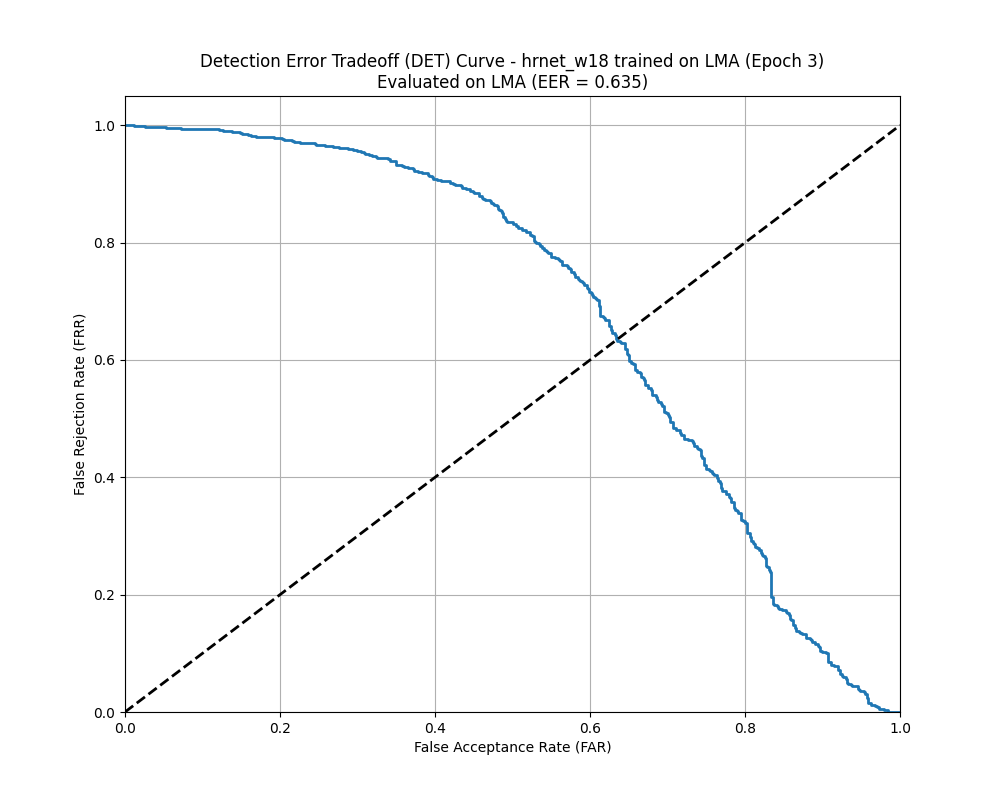 Detection Error Tradeoff (DET) Curve - hrnet_w18 trained on LMA (Epoch 3)
Evaluated on LMA (EER = 0.635)
1.0
0.8
0.6
0.4
0.2
0.0
False Rejection Rate (FRR)
0.0 0.2 0.4 0.6 0.8 1.0
False Acceptance Rate (FAR)